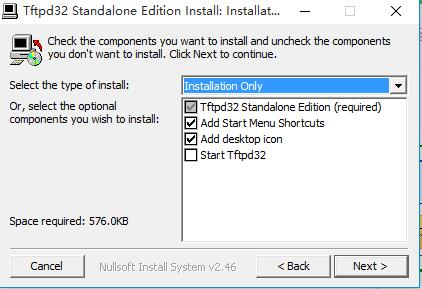 Tftpd32 Standalone Edition Install: Installat...
Check the components you want to install and uncheck the components
you don't want to install. Click Next to continue.
Select the type of install:
Installation Only
Or, select the optional
components you wish to install:
Tftpd32 Standalone Edition (required)
Add Start Menu Shortcuts
Add desktop icon
Start Tftpd32
Space required: 576.0KB
Cancel
Nullsoft Install System v2.46
< Back
Next >